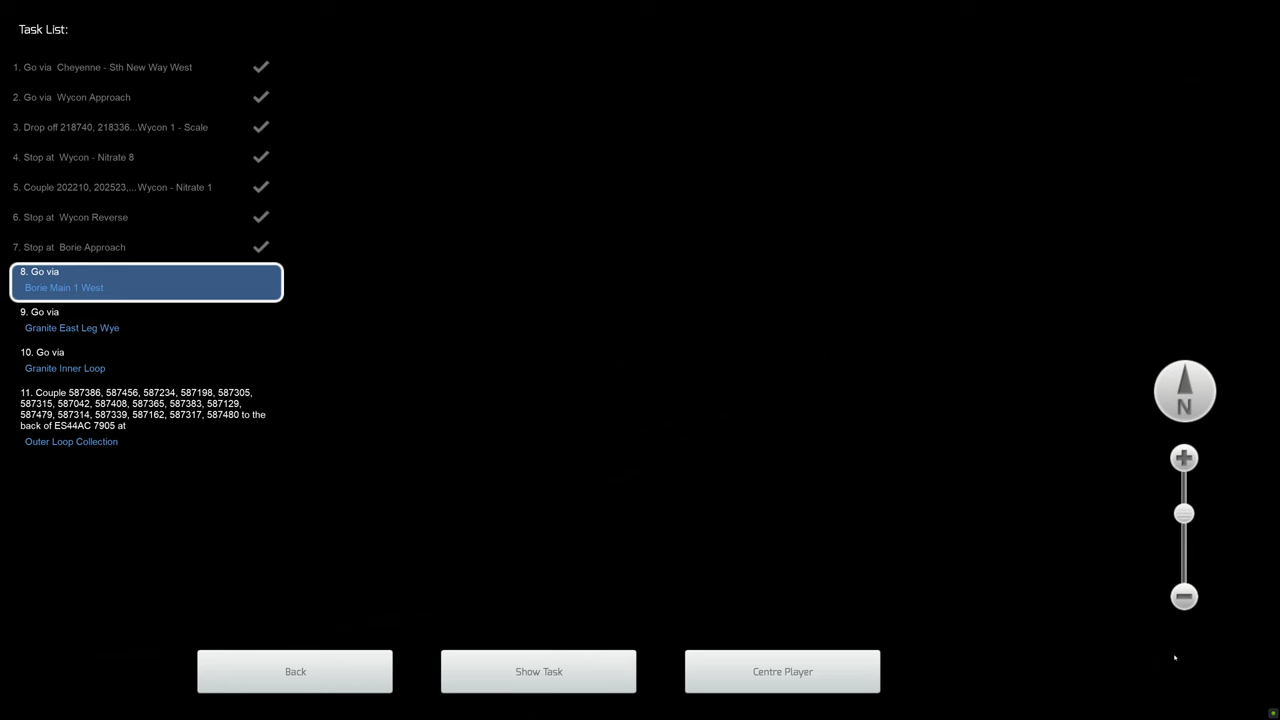 Task List:
1. Go via  Cheyenne - Sth New Way West
2. Go via  Wycon Approach
3. Drop off 218740, 218336...Wycon 1 - Scale
4. Stop at  Wycon - Nitrate 8
5. Couple 202210, 202523,... Wycon - Nitrate 1
6. Stop at  Wycon Reverse
7. Stop at  Borie Approach
8. Go via
Borie Main 1 West
9. Go via
Granite East Leg Wye
10. Go via
Granite Inner Loop
11. Couple 587386, 587456, 587234, 587198, 587305,
587315, 587042, 587408, 587365, 587383, 587129,
587479, 587314, 587339, 587162, 587317, 587480 to the
back of ES44AC 7905 at
Outer Loop Collection
N
Back
Show Task
Centre Player